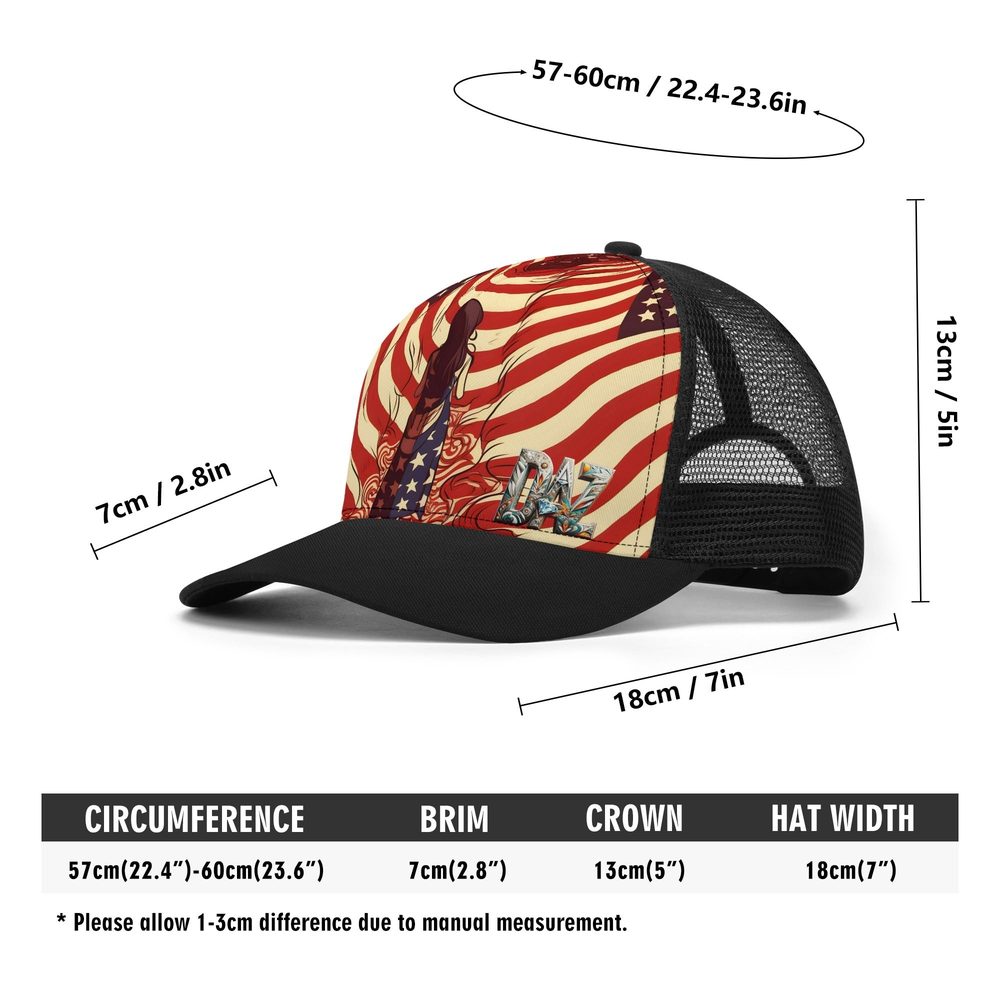 57-60cm / 22.4-23.6in
13cm / 5in
7cm / 2.8in
18cm / 7in
CIRCUMFERENCE BRIM CROWN HAT WIDTH
57cm(22.4”)-60cm(23.6”) 7cm(2.8”) 13cm(5”) 18cm(7”)
* Please allow 1-3cm difference due to manual measurement.